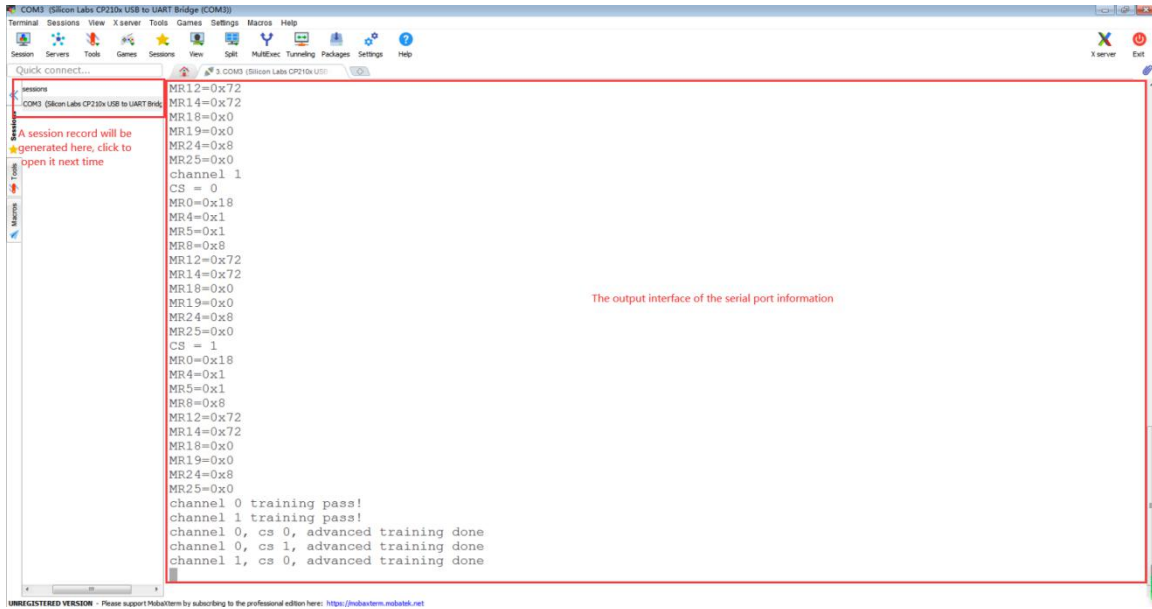 COM3 (Silicon Labs CP210x USB to UART Bridge (COM3))
Terminal Sessions View X server Tools Games Settings Macros Help
Session Servers Tools Games Sessions View Split MultiExec Tunneling Packages Settings Help X server Exit
Quick connect...
3. COM3 (Silicon Labs CP210x USB
sessions
COM3 (Silicon Labs CP210x USB to UART Bridg
A session record will be
generated here, click to
open it next time
Sessions
Tools
Macros
MR12=0x72
MR14=0x72
MR18=0x0
MR19=0x0
MR24=0x8
MR25=0x0
channel 1
CS = 0
MR0=0x18
MR4=0x1
MR5=0x1
MR8=0x8
MR12=0x72
MR14=0x72
MR18=0x0
MR19=0x0
MR24=0x8
MR25=0x0
CS = 1
MR0=0x18
MR4=0x1
MR5=0x1
MR8=0x8
MR12=0x72
MR14=0x72
MR18=0x0
MR19=0x0
MR24=0x8
MR25=0x0
channel 0 training pass!
channel 1 training pass!
channel 0, cs 0, advanced training done
channel 0, cs 1, advanced training done
channel 1, cs 0, advanced training done
The output interface of the serial port information
UNREGISTERED VERSION - Please support MobaXterm by subscribing to the professional edition here: https://mobaxterm.mobatek.net